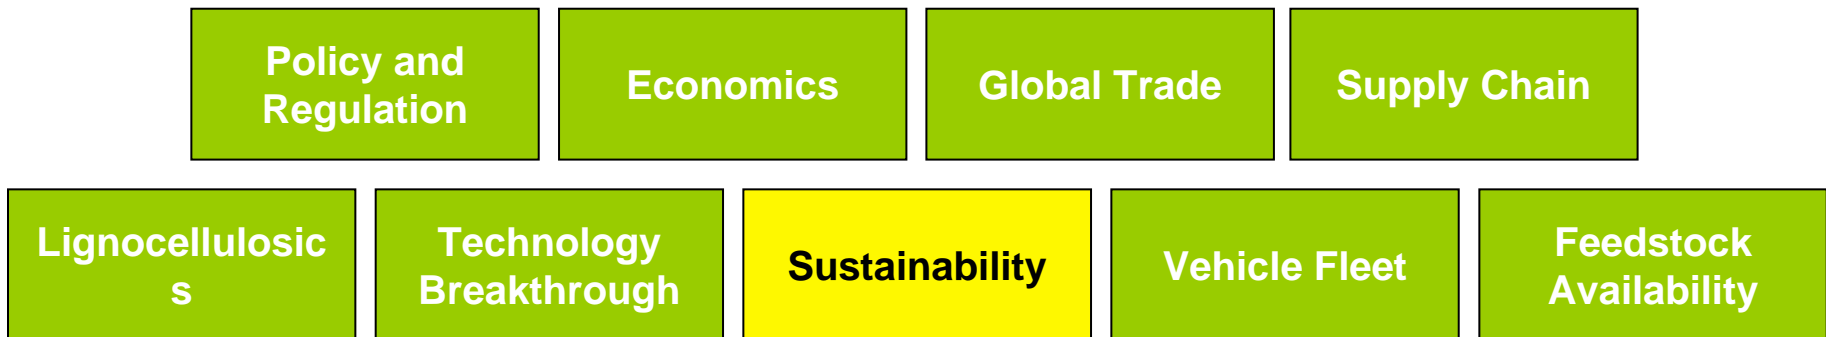 Policy and
Regulation
Economics
Global Trade
Supply Chain
Lignocellulosic
s
Technology
Breakthrough
Sustainability
Vehicle Fleet
Feedstock
Availability